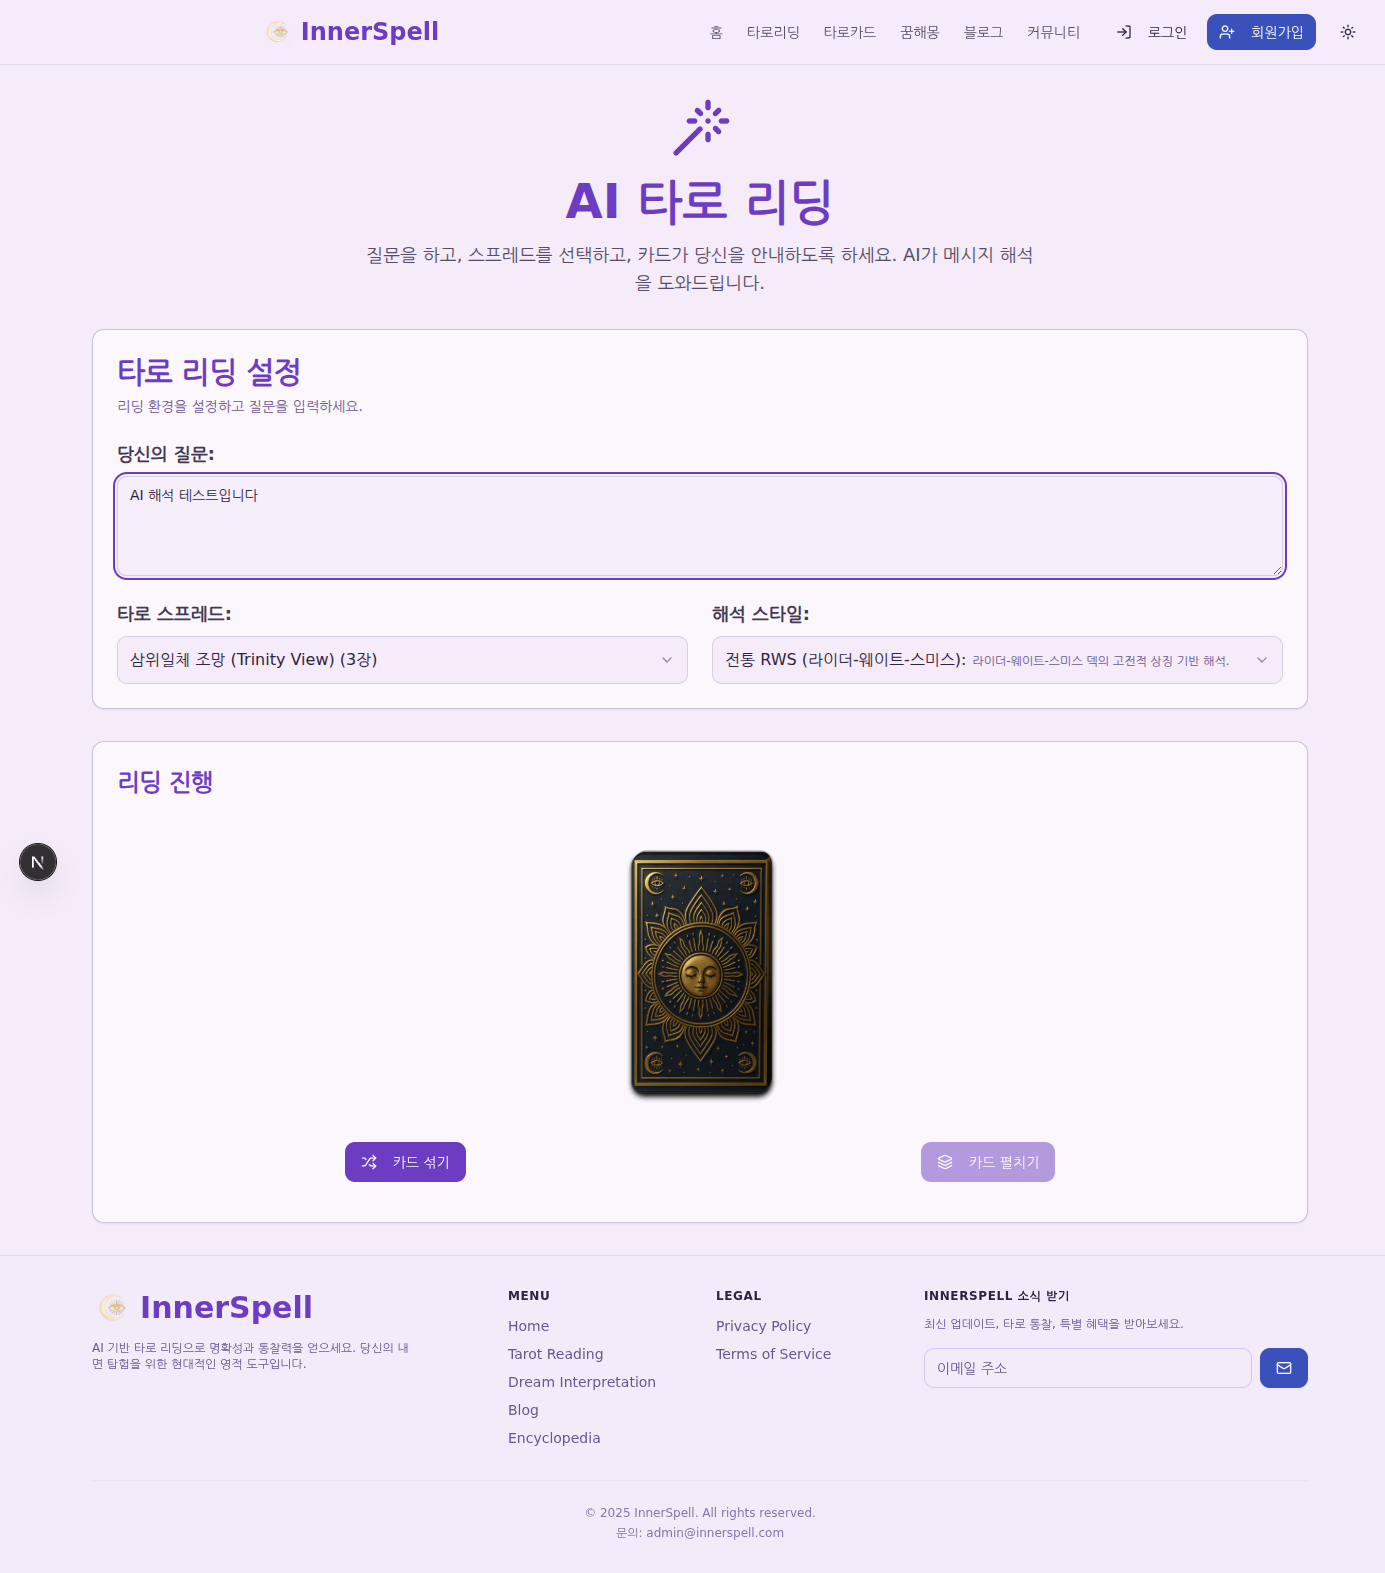 InnerSpell
홈 타로리딩 타로카드 꿈해몽 블로그 커뮤니티 로그인 회원가입
AI 타로 리딩
질문을 하고, 스프레드를 선택하고, 카드가 당신을 안내하도록 하세요. AI가 메시지 해석
을 도와드립니다.
타로 리딩 설정
리딩 환경을 설정하고 질문을 입력하세요.
당신의 질문:
AI 해석 테스트입니다
타로 스프레드:
해석 스타일:
삼위일체 조망 (Trinity View) (3장)
전통 RWS (라이더-웨이트-스미스): 라이더-웨이트-스미스 덱의 고전적 상징 기반 해석.
리딩 진행
N
카드 섞기
카드 펼치기
InnerSpell
AI 기반 타로 리딩으로 명확성과 통찰력을 얻으세요. 당신의 내
면 탐험을 위한 현대적인 영적 도구입니다.
MENU
Home
Tarot Reading
Dream Interpretation
Blog
Encyclopedia
LEGAL
Privacy Policy
Terms of Service
INNERSPELL 소식 받기
최신 업데이트, 타로 통찰, 특별 혜택을 받아보세요.
이메일 주소
© 2025 InnerSpell. All rights reserved.
문의: admin@innerspell.com